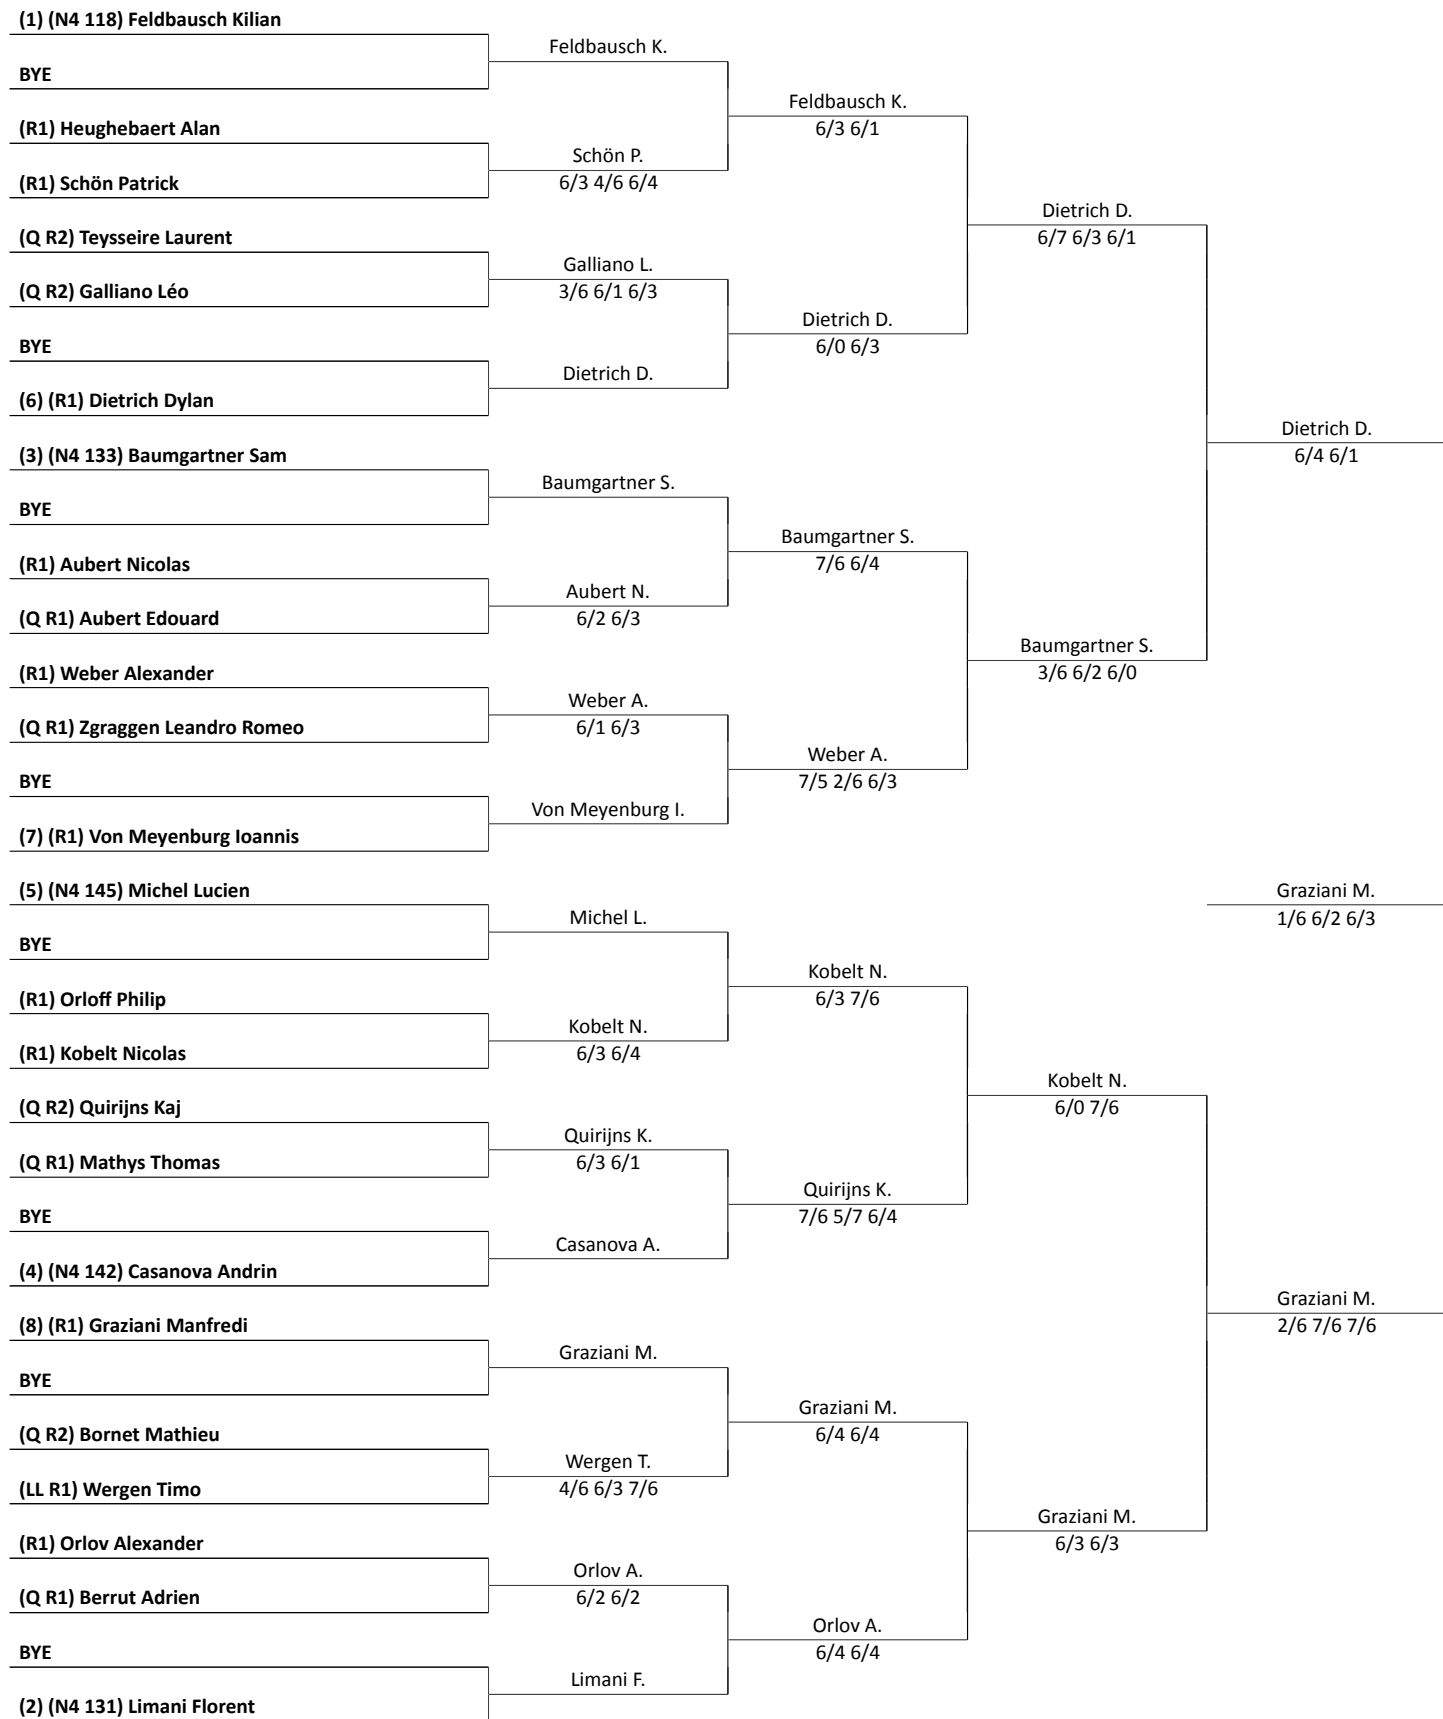 (1) (N4 118) Feldbausch Kilian
BYE
(R1) Heughebaert Alan
(R1) Schön Patrick
(Q R2) Teysseire Laurent
(Q R2) Galliano Léo
BYE
(6) (R1) Dietrich Dylan
(3) (N4 133) Baumgartner Sam
BYE
(R1) Aubert Nicolas
(Q R1) Aubert Edouard
(R1) Weber Alexander
(Q R1) Zgraggen Leandro Romeo
BYE
(7) (R1) Von Meyenburg Ioannis
(5) (N4 145) Michel Lucien
BYE
(R1) Orloff Philip
(R1) Kobelt Nicolas
(Q R2) Quirijns Kaj
(Q R1) Mathys Thomas
BYE
(4) (N4 142) Casanova Andrin
(8) (R1) Graziani Manfredi
BYE
(Q R2) Bornet Mathieu
(LL R1) Wergen Timo
(R1) Orlov Alexander
(Q R1) Berrut Adrien
BYE
(2) (N4 131) Limani Florent
Feldbausch K.
Schön P.
6/3 4/6 6/4
Galliano L.
3/6 6/1 6/3
Dietrich D.
Baumgartner S.
Aubert N.
6/2 6/3
Weber A.
6/1 6/3
Von Meyenburg I.
Michel L.
Kobelt N.
6/3 6/4
Quirijns K.
6/3 6/1
Casanova A.
Graziani M.
Wergen T.
4/6 6/3 7/6
Orlov A.
6/2 6/2
Limani F.
Feldbausch K.
6/3 6/1
Dietrich D.
6/0 6/3
Baumgartner S.
7/6 6/4
Weber A.
7/5 2/6 6/3
Kobelt N.
6/3 7/6
Quirijns K.
7/6 5/7 6/4
Graziani M.
6/4 6/4
Orlov A.
6/4 6/4
Dietrich D.
6/7 6/3 6/1
Baumgartner S.
3/6 6/2 6/0
Kobelt N.
6/0 7/6
Graziani M.
6/3 6/3
Dietrich D.
6/4 6/1
Graziani M.
1/6 6/2 6/3
Graziani M.
2/6 7/6 7/6